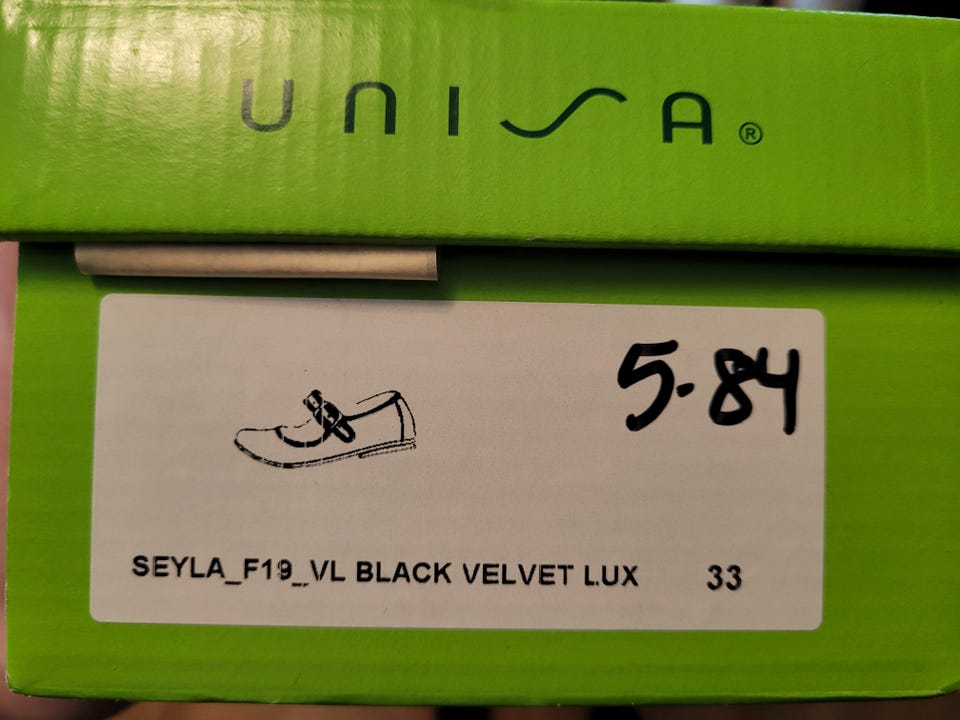 UNISA®
5-84
SEYLA_F19_VL BLACK VELVET LUX 33